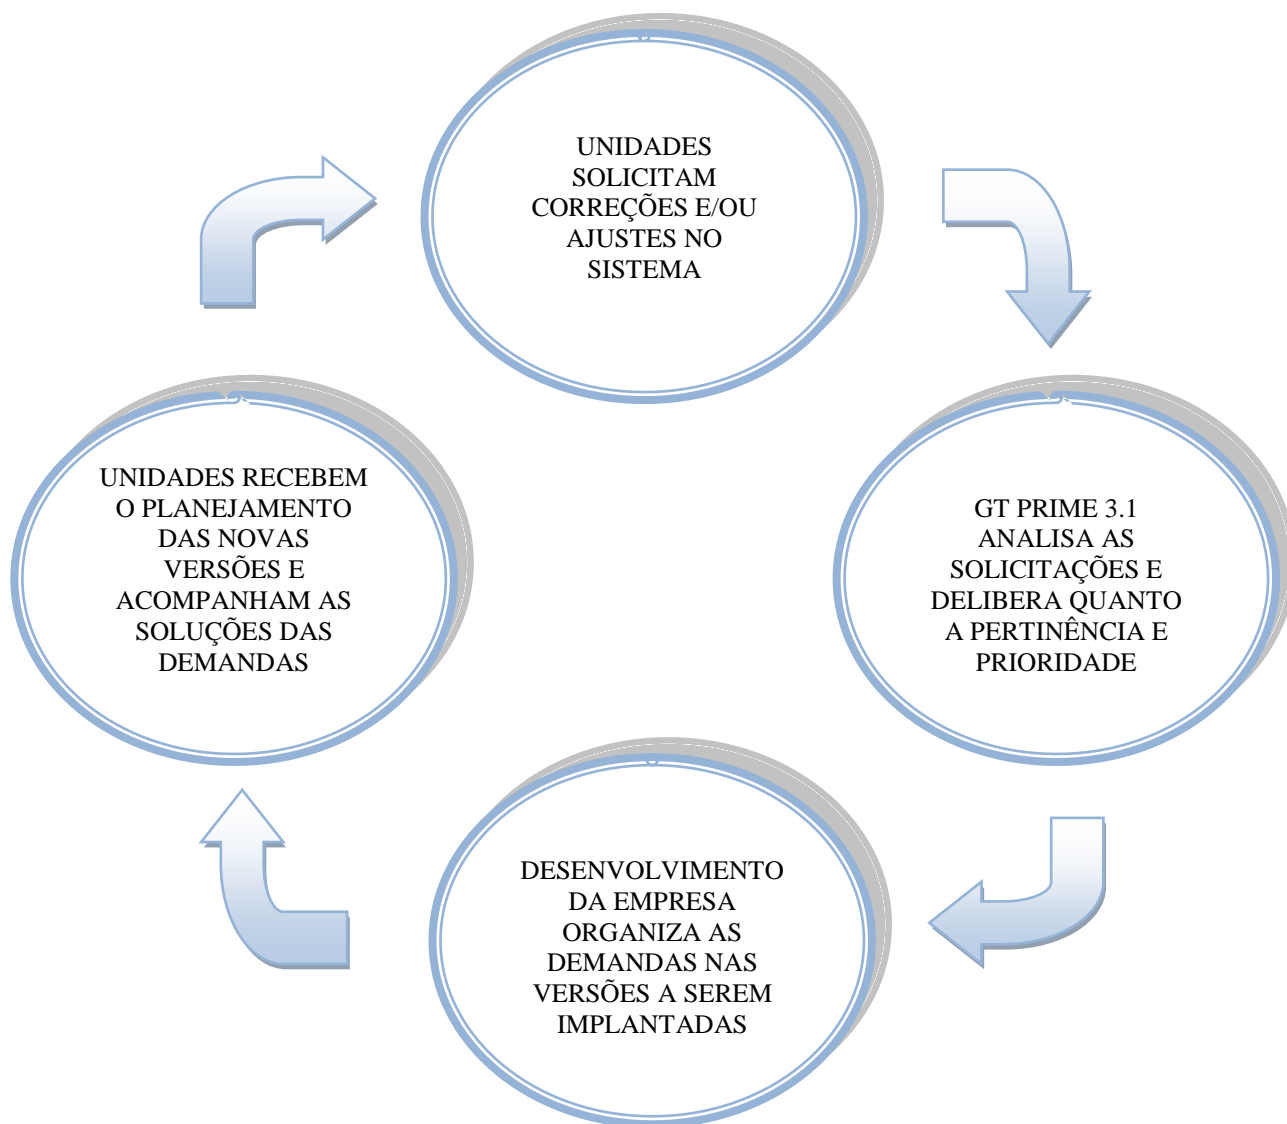 UNIDADES
SOLICITAM
CORREÇÕES E/OU
AJUSTES NO
SISTEMA
GT PRIME 3.1
ANALISA AS
SOLICITAÇÕES E
DELIBERA QUANTO
A PERTINÊNCIA E
PRIORIDADE
DESENVOLVIMENTO
DA EMPRESA
ORGANIZA AS
DEMANDAS NAS
VERSÕES A SEREM
IMPLANTADAS
UNIDADES RECEBEM
O PLANEJAMENTO
DAS NOVAS
VERSÕES E
ACOMPANHAM AS
SOLUÇÕES DAS
DEMANDAS